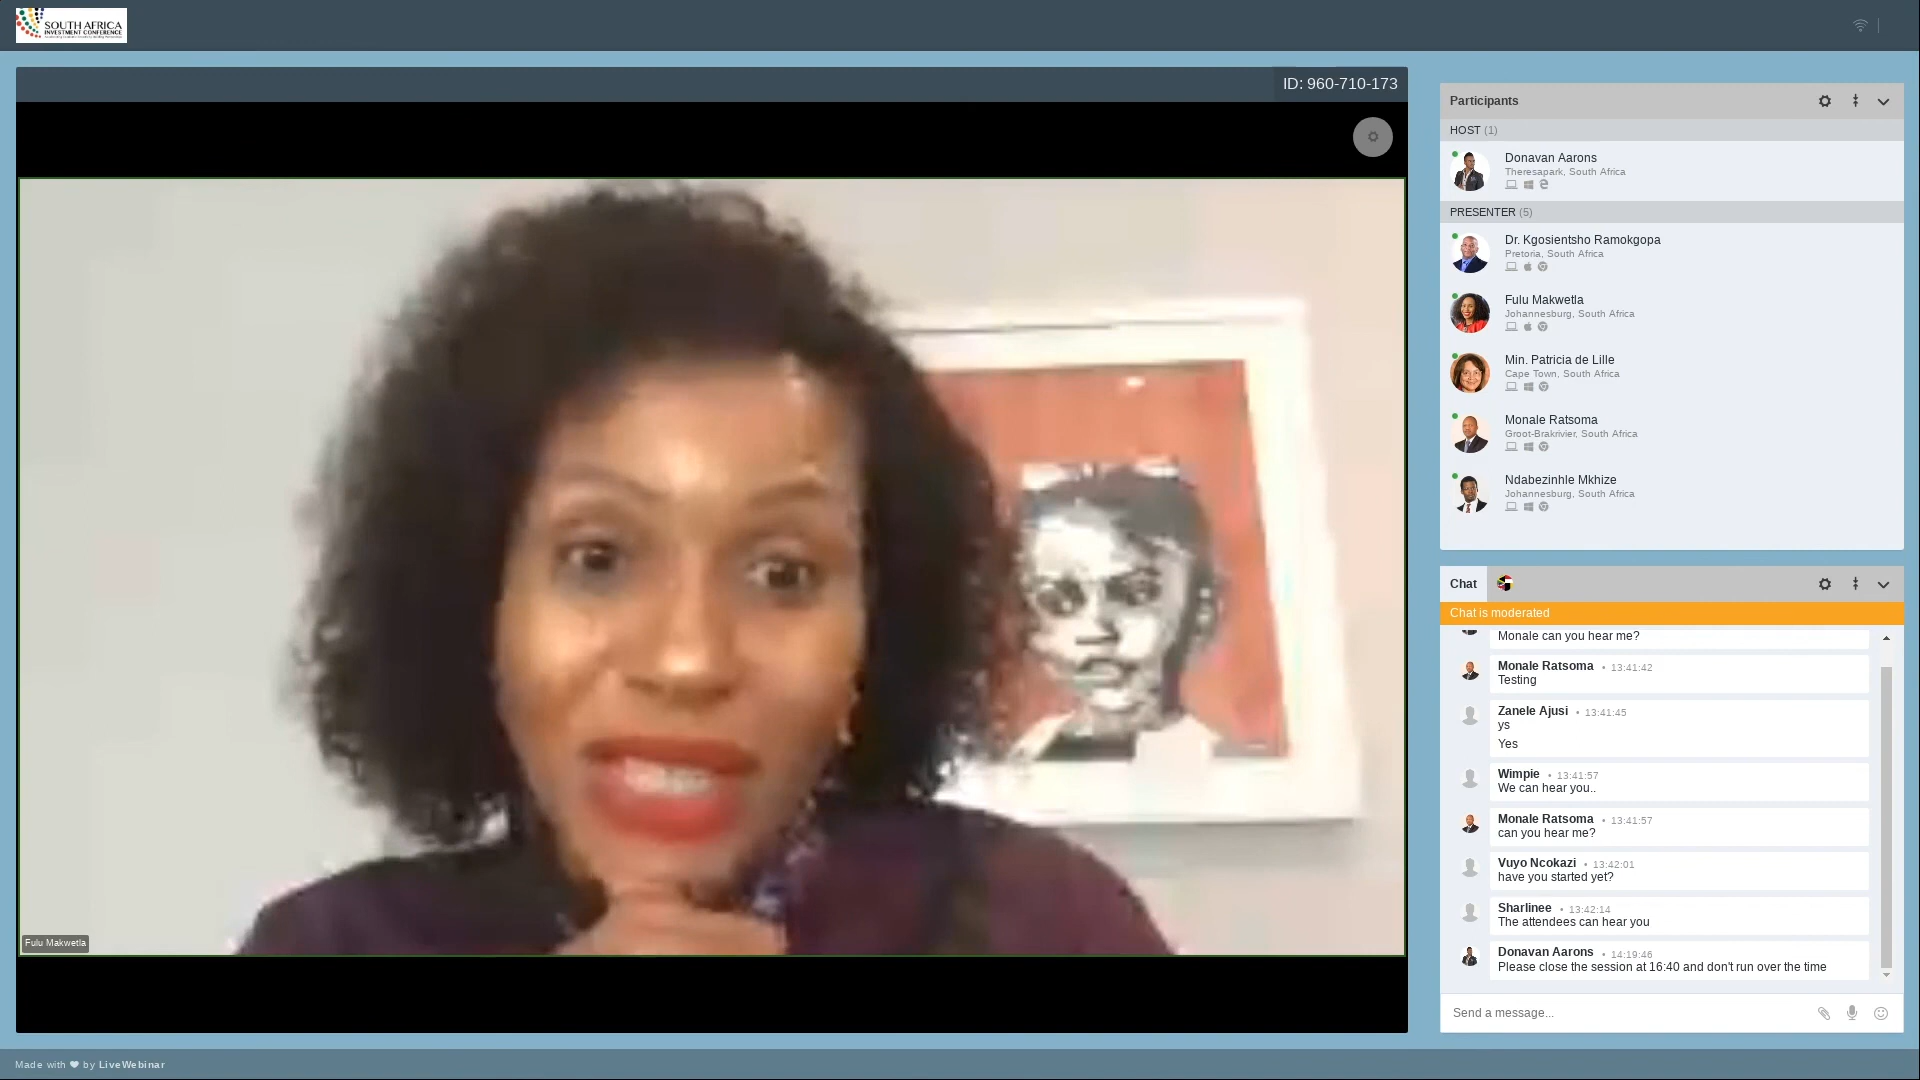 SOUTH AFRICA
INVESTMENT CONFERENCE
ID: 960-710-173
Fulu Makwetla
Participants
HOST (1)
Donavan Aarons
Theresapark, South Africa
PRESENTER (5)
Dr. Kgosientsho Ramokgopa
Pretoria, South Africa
Fulu Makwetla
Johannesburg, South Africa
Min. Patricia de Lille
Cape Town, South Africa
Monale Ratsoma
Groot-Brakrivier, South Africa
Ndabezinhle Mkhize
Johannesburg, South Africa
Chat
Chat is moderated
Monale can you hear me?
Monale Ratsoma • 13:41:42
Testing
Zanele Ajusi • 13:41:45
ys
Yes
Wimpie • 13:41:57
We can hear you..
Monale Ratsoma • 13:41:57
can you hear me?
Vuyo Ncokazi • 13:42:01
have you started yet?
Sharlinee • 13:42:14
The attendees can hear you
Donavan Aarons • 14:19:46
Please close the session at 16:40 and don't run over the time
Send a message...
Made with ♥ by LiveWebinar